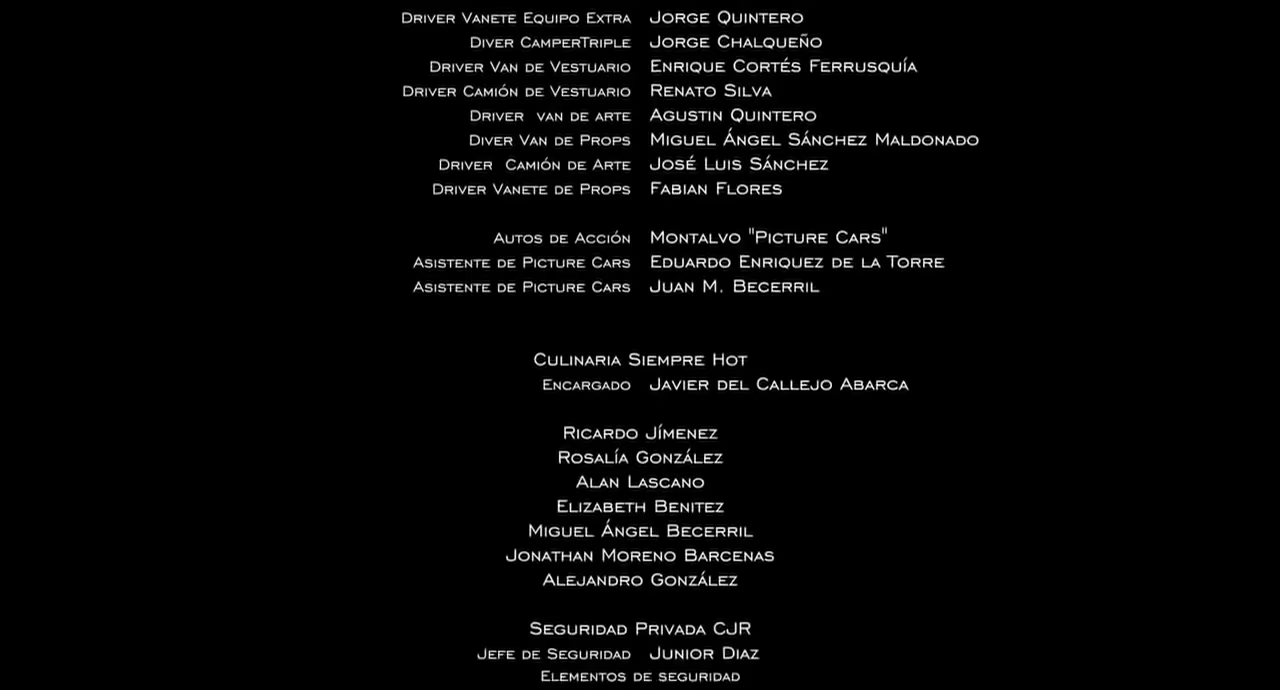 Driver Vanete Equipo Extra Jorge Quintero
Diver CamperTriple Jorge Chalqueño
Driver Van de Vestuario Enrique Cortés Ferrusquía
Driver Camión de Vestuario Renato Silva
Driver van de arte Agustin Quintero
Diver Van de Props Miguel Ángel Sánchez Maldonado
Driver Camión de Arte José Luis Sánchez
Driver Vanete de Props Fabian Flores
Autos de Acción Montalvo "Picture Cars"
Asistente de Picture Cars Eduardo Enriquez de la Torre
Asistente de Picture Cars Juan M. Becerril
Culinaria Siempre Hot
Encargado Javier del Callejo Abarca
Ricardo Jímenez
Rosalía González
Alan Lascano
Elizabeth Benitez
Miguel Ángel Becerril
Jonathan Moreno Barcenas
Alejandro González
Seguridad Privada CJR
Jefe de Seguridad Junior Diaz
Elementos de seguridad